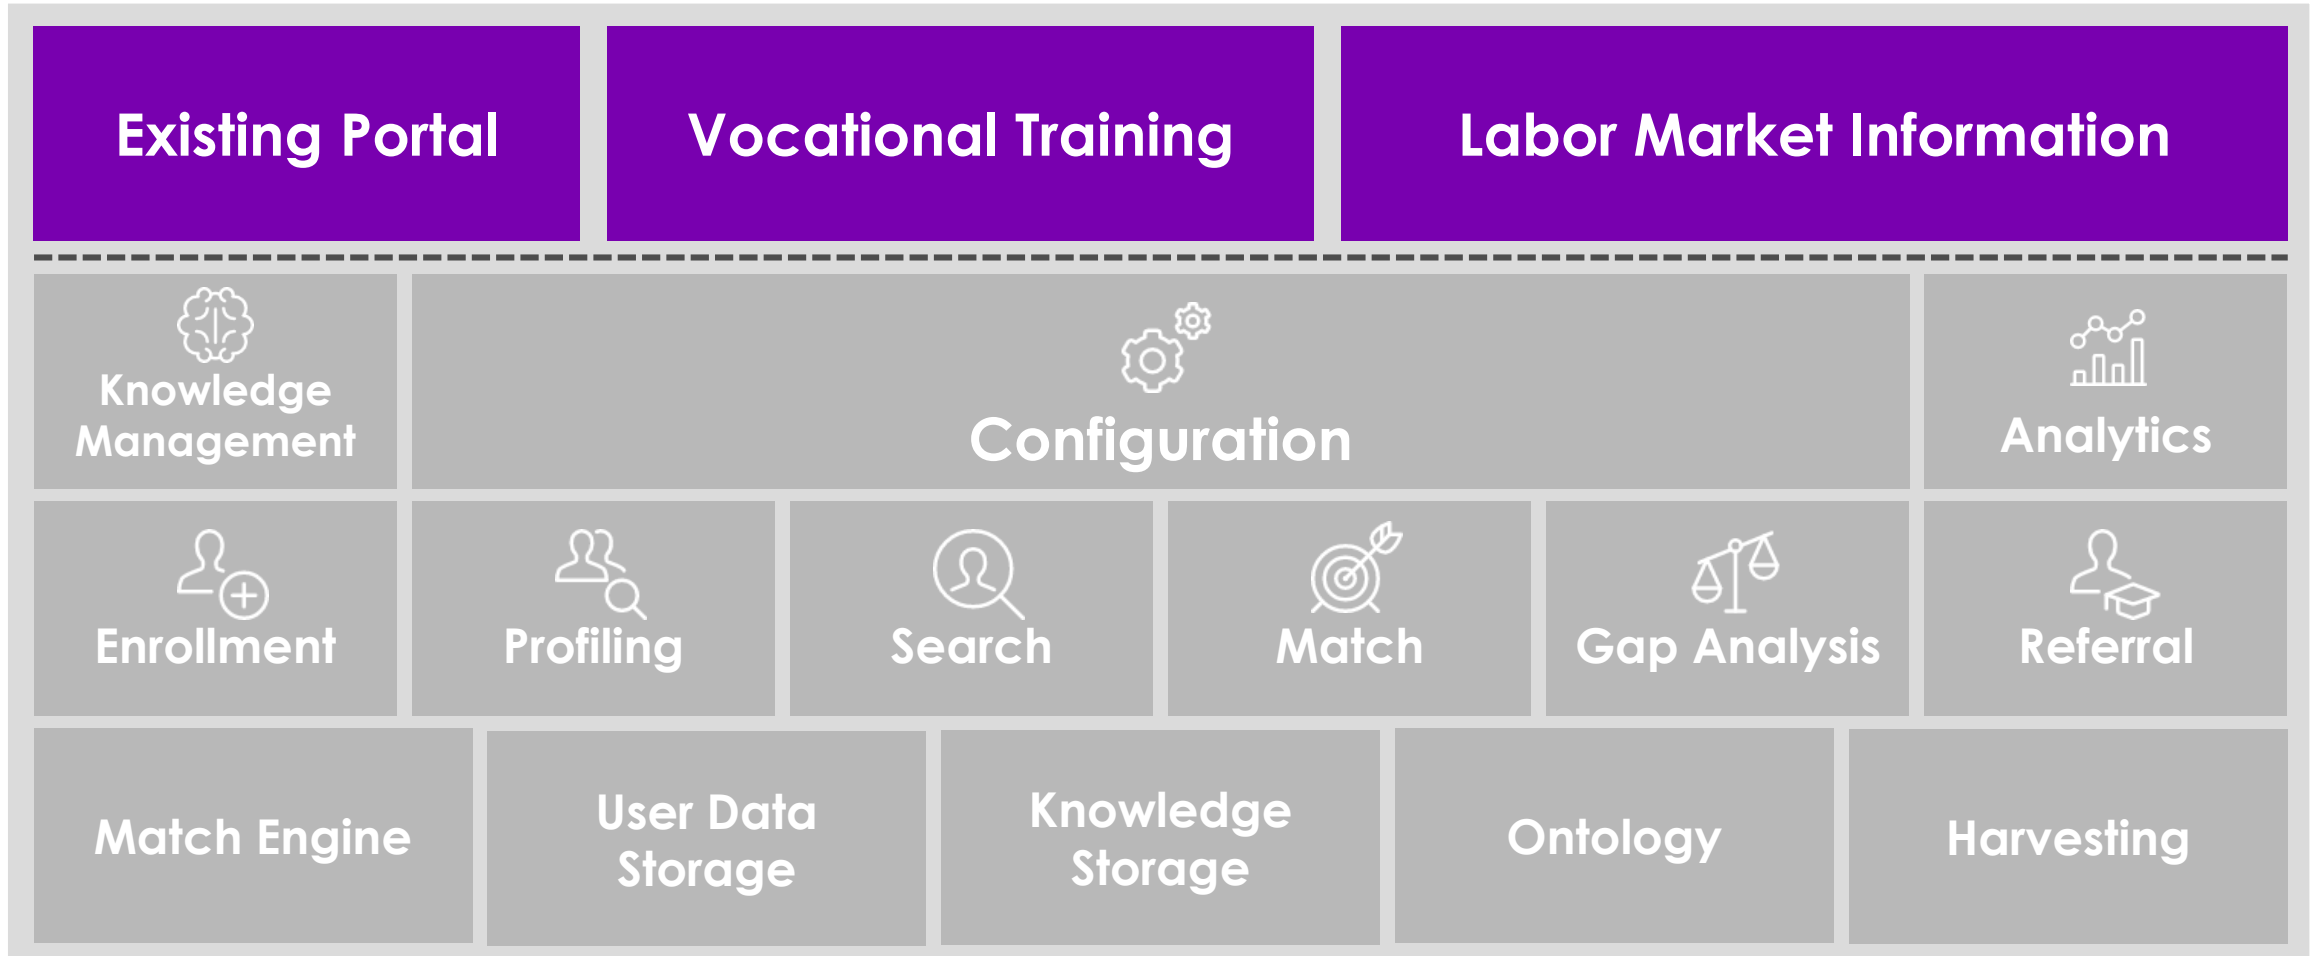 Existing Portal
Vocational Training
Labor Market Information
Knowledge
Management
Configuration
Analytics
Enrollment
Profiling
Search
Match
Gap Analysis
Referral
Match Engine
User Data
Storage
Knowledge
Storage
Ontology
Harvesting